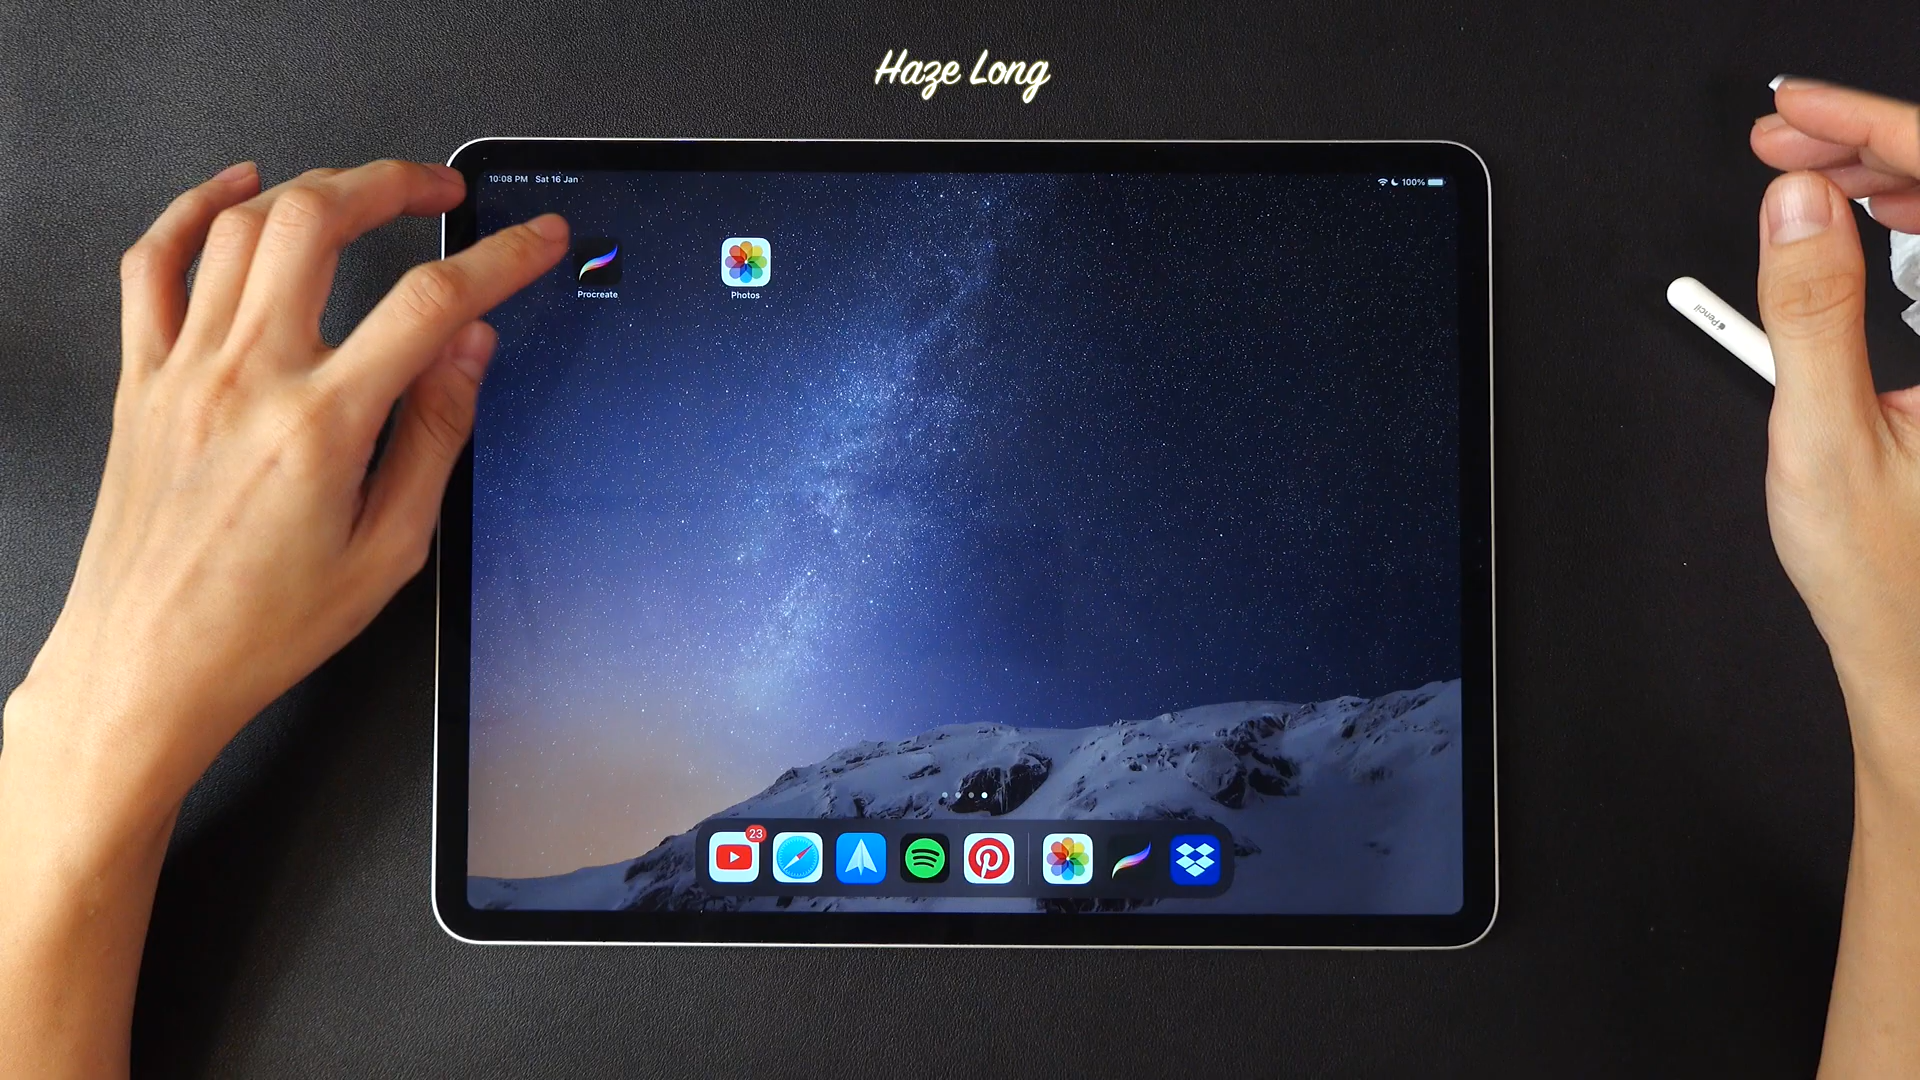 Haze Long
10:08 PM Sat 16 Jan
100%
Procreate
Photos
Pencil
23